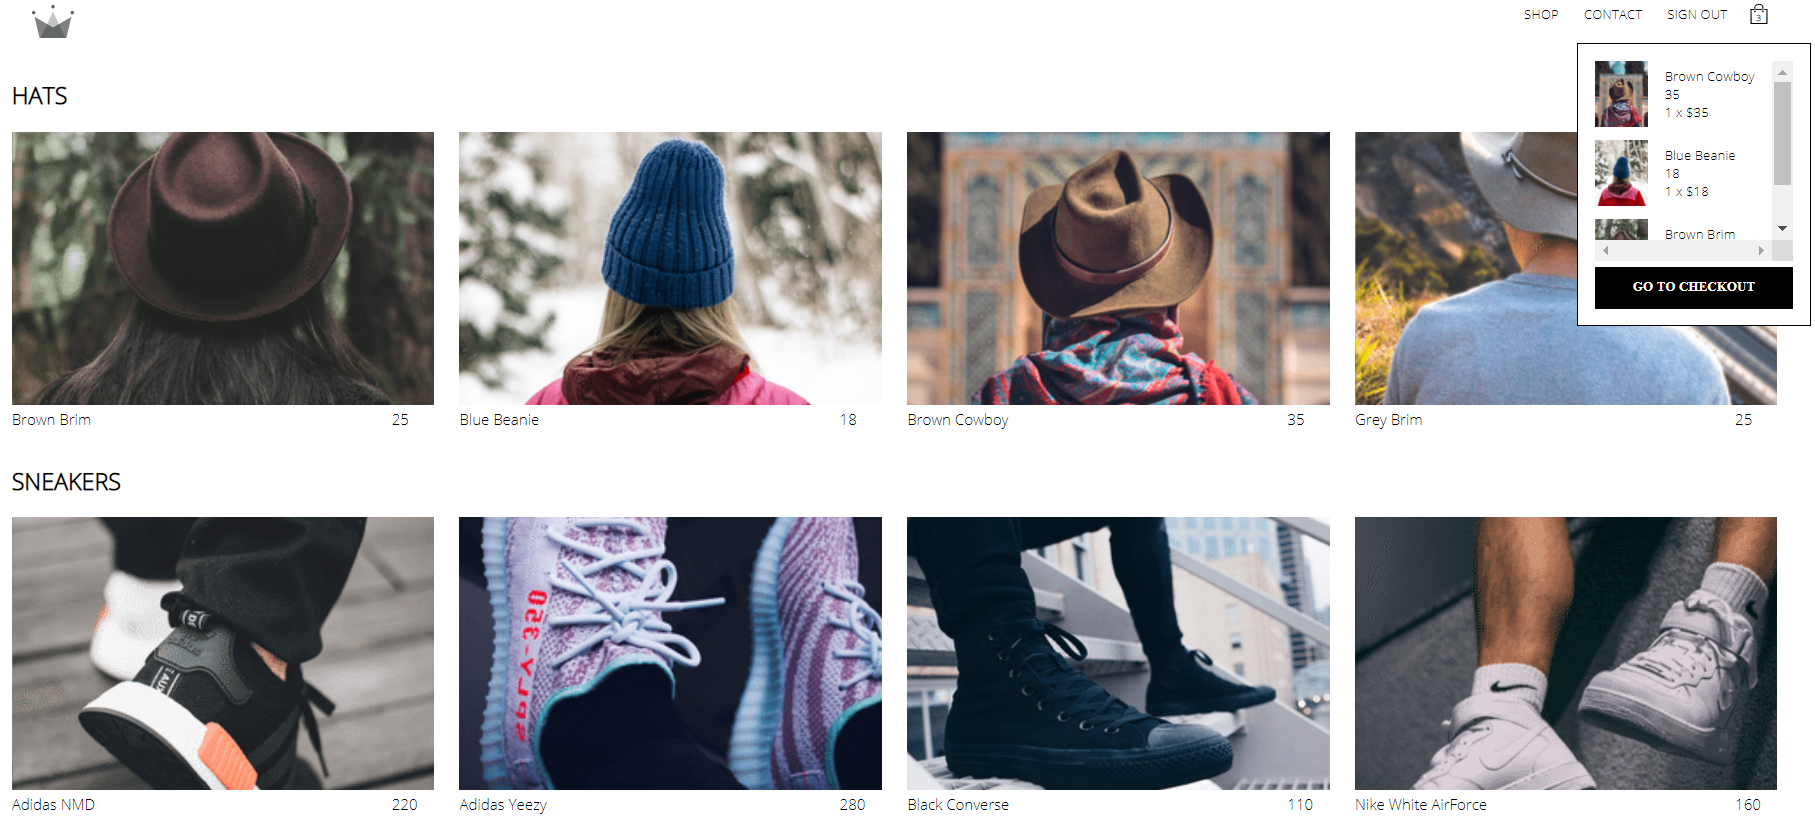 SHOP CONTACT SIGN OUT 3
Brown Cowboy
35
1 x $35
Blue Beanie
18
1 x $18
Brown Brim
GO TO CHECKOUT
HATS
Brown Brim 25
Blue Beanie 18
Brown Cowboy 35
Grey Brim 25
SNEAKERS
Adidas NMD 220
Adidas Yeezy 280
Black Converse 110
Nike White AirForce 160